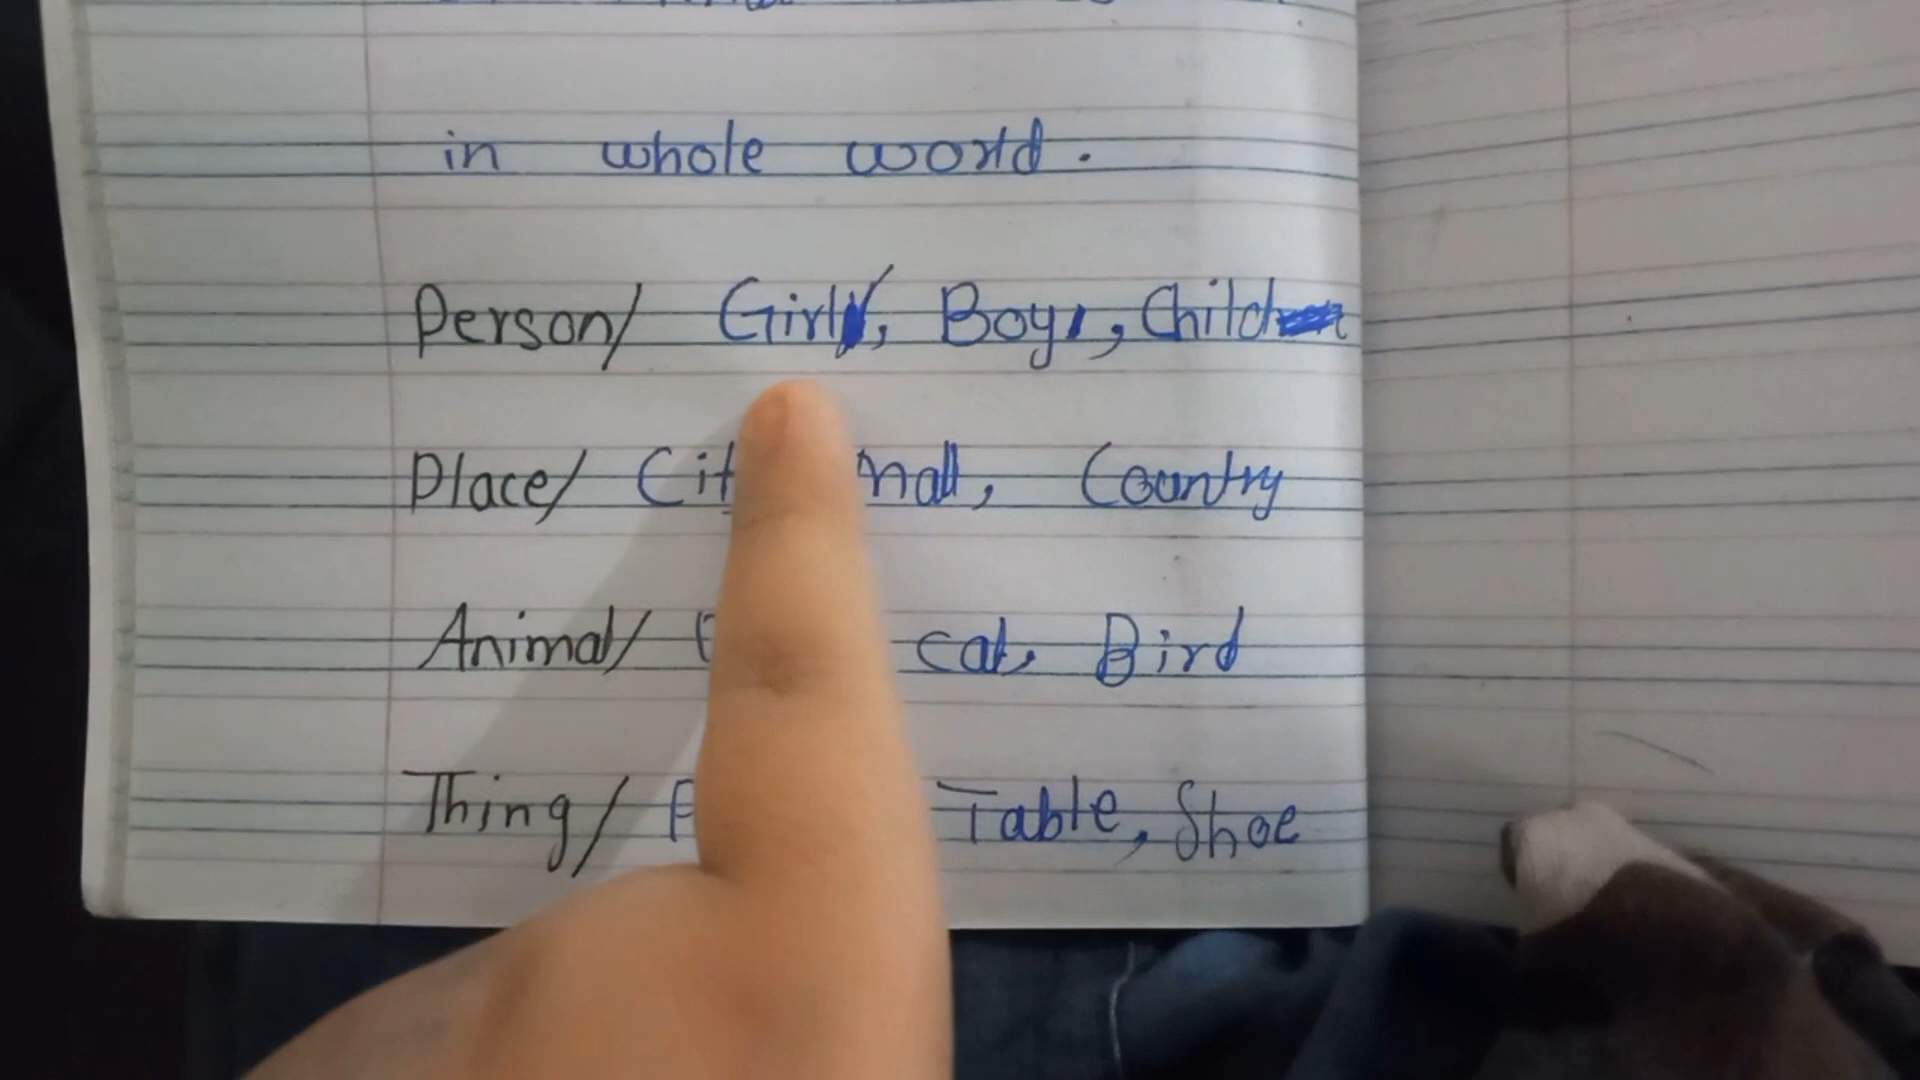 in whole world.
Person/ Girl, Boy, Child
Place/ Mall, Country
Animal/ cat, Bird
Thing/ Table, Shoe